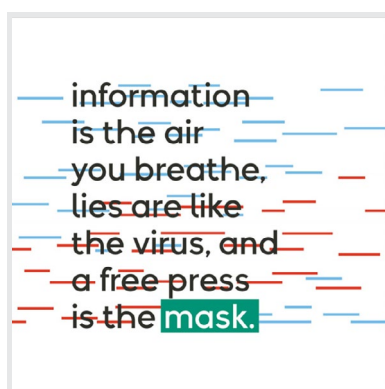 information
is the air
you breathe,
lies are like
the virus, and
a free press
is the mask.